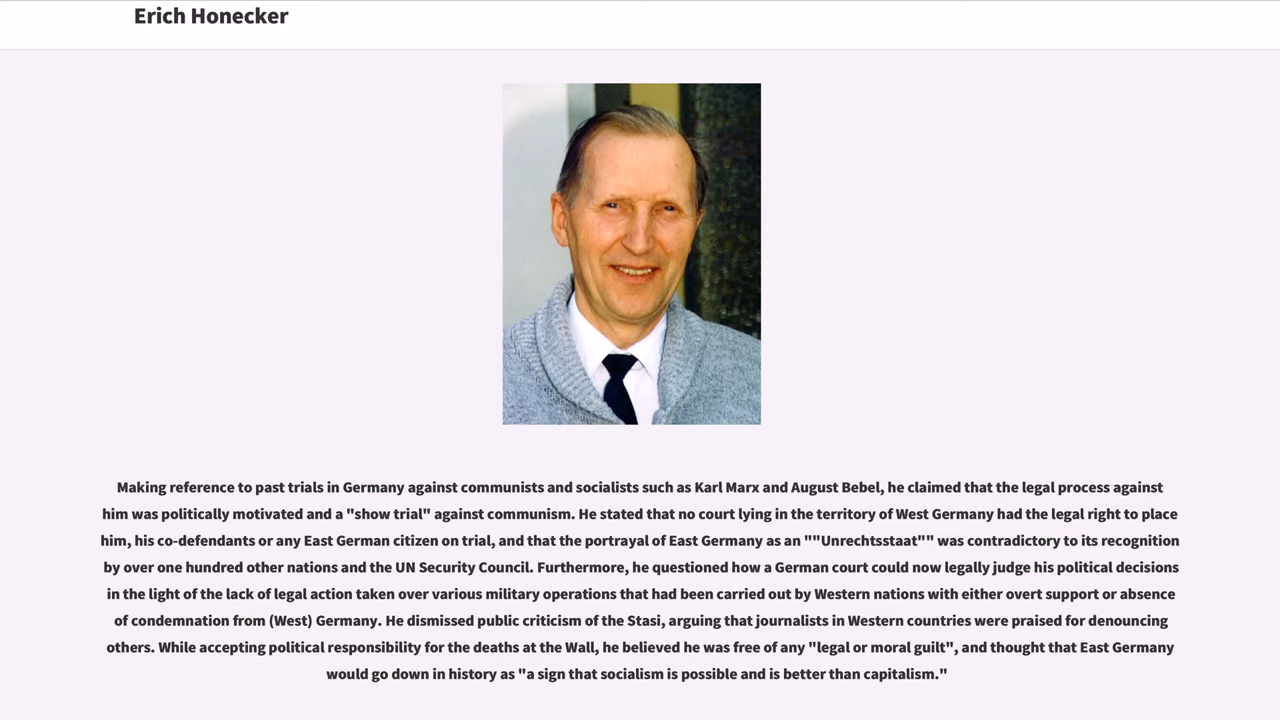 Erich Honecker
Making reference to past trials in Germany against communists and socialists such as Karl Marx and August Bebel, he claimed that the legal process against
him was politically motivated and a "show trial" against communism. He stated that no court lying in the territory of West Germany had the legal right to place
him, his co-defendants or any East German citizen on trial, and that the portrayal of East Germany as an ""Unrechtsstaat"" was contradictory to its recognition
by over one hundred other nations and the UN Security Council. Furthermore, he questioned how a German court could now legally judge his political decisions
in the light of the lack of legal action taken over various military operations that had been carried out by Western nations with either overt support or absence
of condemnation from (West) Germany. He dismissed public criticism of the Stasi, arguing that journalists in Western countries were praised for denouncing
others. While accepting political responsibility for the deaths at the Wall, he believed he was free of any "legal or moral guilt", and thought that East Germany
would go down in history as "a sign that socialism is possible and is better than capitalism."